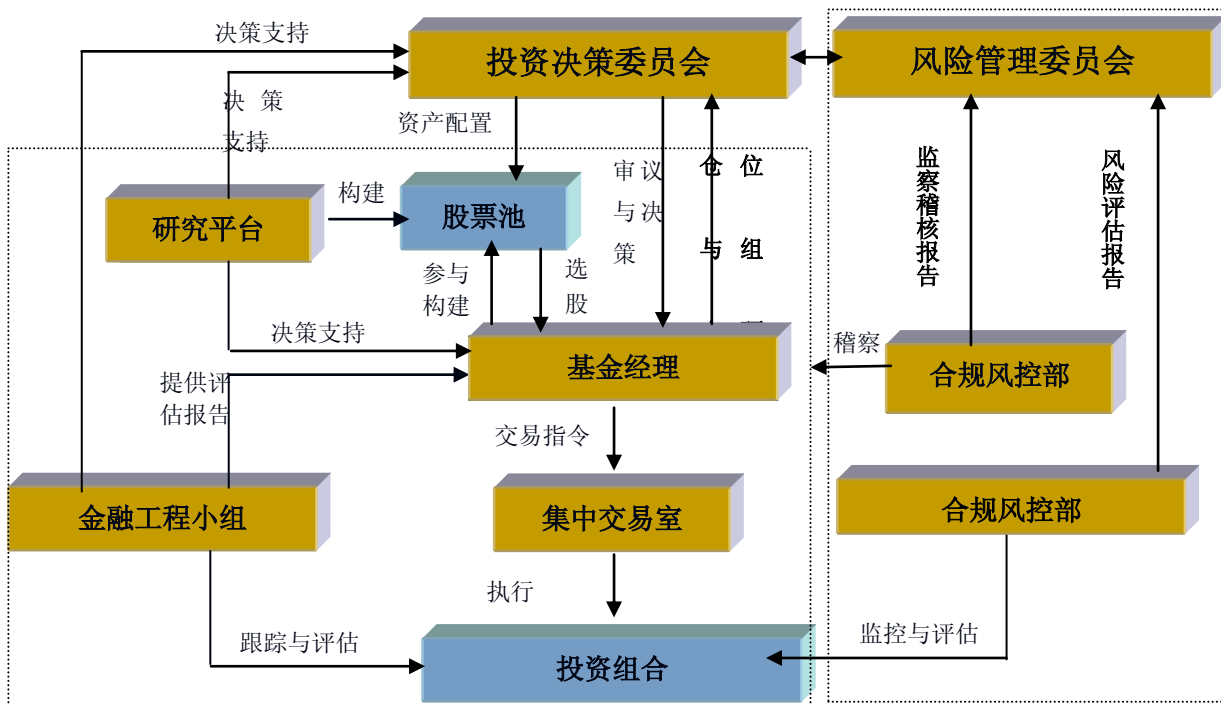 决策支持
投资决策委员会
风险管理委员会
决 策
支持
资产配置
审议
与决
策
仓 位
与 组
监察稽核报告
风险评估报告
研究平台
构建
股票池
参与
构建
选
股
决策支持
基金经理
稽察
合规风控部
提供评
估报告
交易指令
金融工程小组
集中交易室
合规风控部
执行
跟踪与评估
投资组合
监控与评估